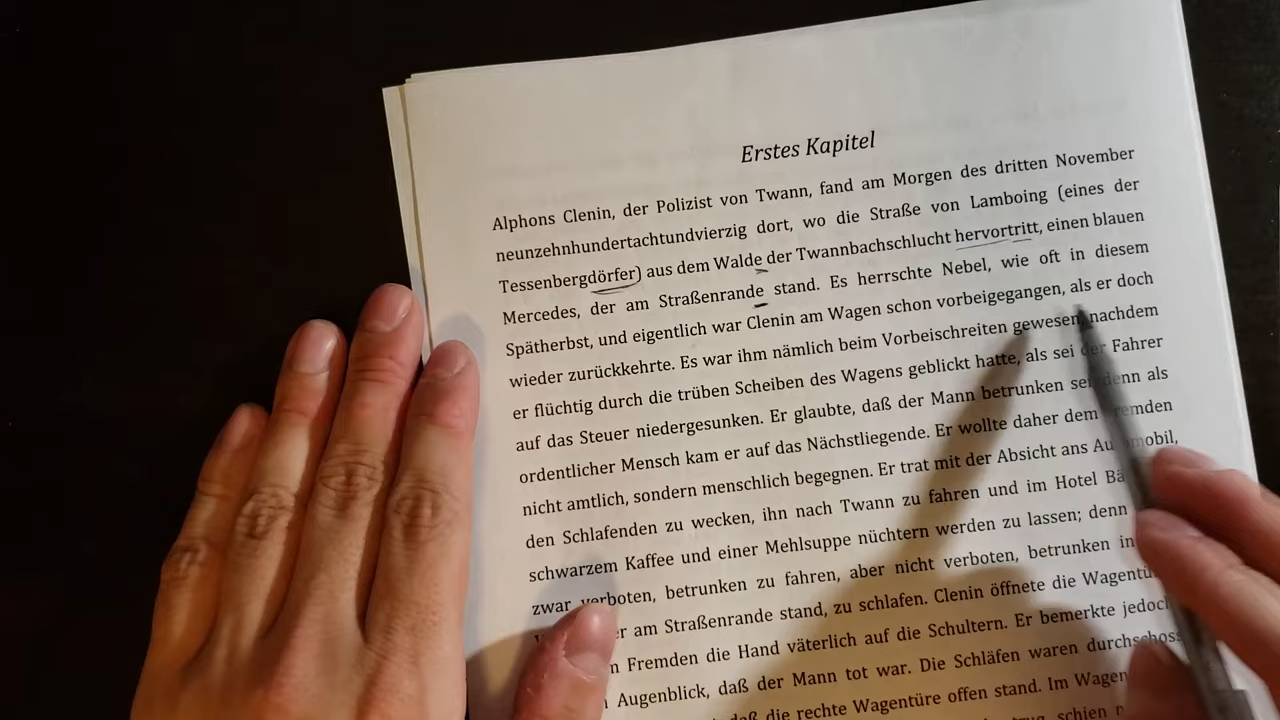 Erstes Kapitel
Alphons Clenin, der Polizist von Twann, fand am Morgen des dritten November
neunzehnhundertachtundvierzig dort, wo die Straße von Lamboing (eines der
Tessenbergdörfer) aus dem Walde der Twannbachschlucht hervortritt, einen blauen
Mercedes, der am Straßenrande stand. Es herrschte Nebel, wie oft in diesem
Spätherbst, und eigentlich war Clenin am Wagen schon vorbeigegangen, als er doch
wieder zurückkehrte. Es war ihm nämlich beim Vorbeischreiten gewesen, nachdem
er flüchtig durch die trüben Scheiben des Wagens geblickt hatte, als sei der Fahrer
auf das Steuer niedergesunken. Er glaubte, daß der Mann betrunken sei, denn als
ordentlicher Mensch kam er auf das Nächstliegende. Er wollte daher dem Fremden
nicht amtlich, sondern menschlich begegnen. Er trat mit der Absicht ans Automobil,
den Schlafenden zu wecken, ihn nach Twann zu fahren und im Hotel
schwarzem Kaffee und einer Mehlsuppe nüchtern werden zu lassen; denn
zwar verboten, betrunken zu fahren, aber nicht verboten, betrunken in
am Straßenrande stand, zu schlafen. Clenin öffnete die Wagentür
Fremden die Hand väterlich auf die Schultern. Er bemerkte jedoch
Augenblick, daß der Mann tot war. Die Schläfen waren durchschoss
daß die rechte Wagentüre offen stand. Im Wagen
schien